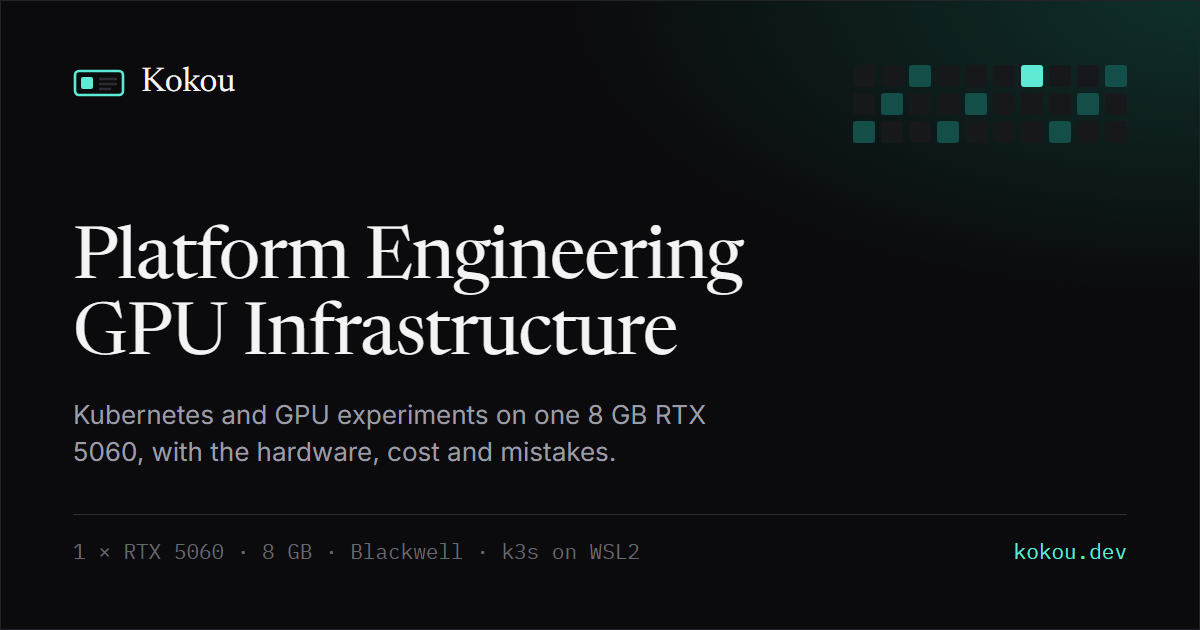 Kokou
Platform Engineering
GPU Infrastructure
Kubernetes and GPU experiments on one 8 GB RTX
5060, with the hardware, cost and mistakes.
1 × RTX 5060 · 8 GB · Blackwell · k3s on WSL2
kokou.dev